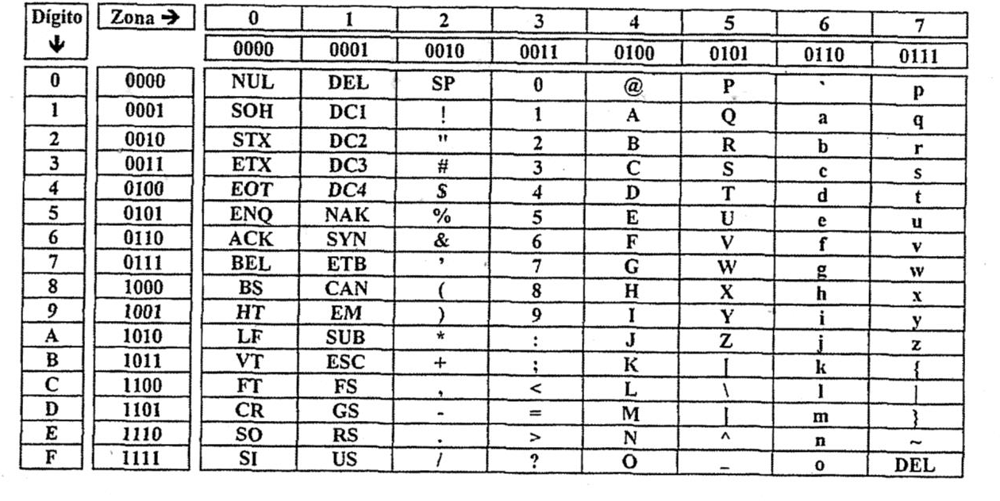 Dígito Zona → 0 1 2 3 4 5 6 7
↓ 0000 0001 0010 0011 0100 0101 0110 0111
0 0000 NUL DEL SP 0 @ P ` p
1 0001 SOH DC1 ! 1 A Q a q
2 0010 STX DC2 " 2 B R b r
3 0011 ETX DC3 # 3 C S c s
4 0100 EOT DC4 $ 4 D T d t
5 0101 ENQ NAK % 5 E U e u
6 0110 ACK SYN & 6 F V f v
7 0111 BEL ETB ' 7 G W g w
8 1000 BS CAN ( 8 H X h x
9 1001 HT EM ) 9 I Y i y
A 1010 LF SUB * : J Z j z
B 1011 VT ESC + ; K [ k {
C 1100 FT FS , < L \ l |
D 1101 CR GS - = M ] m }
E 1110 SO RS . > N ^ n ~
F 1111 SI US / ? O _ o DEL